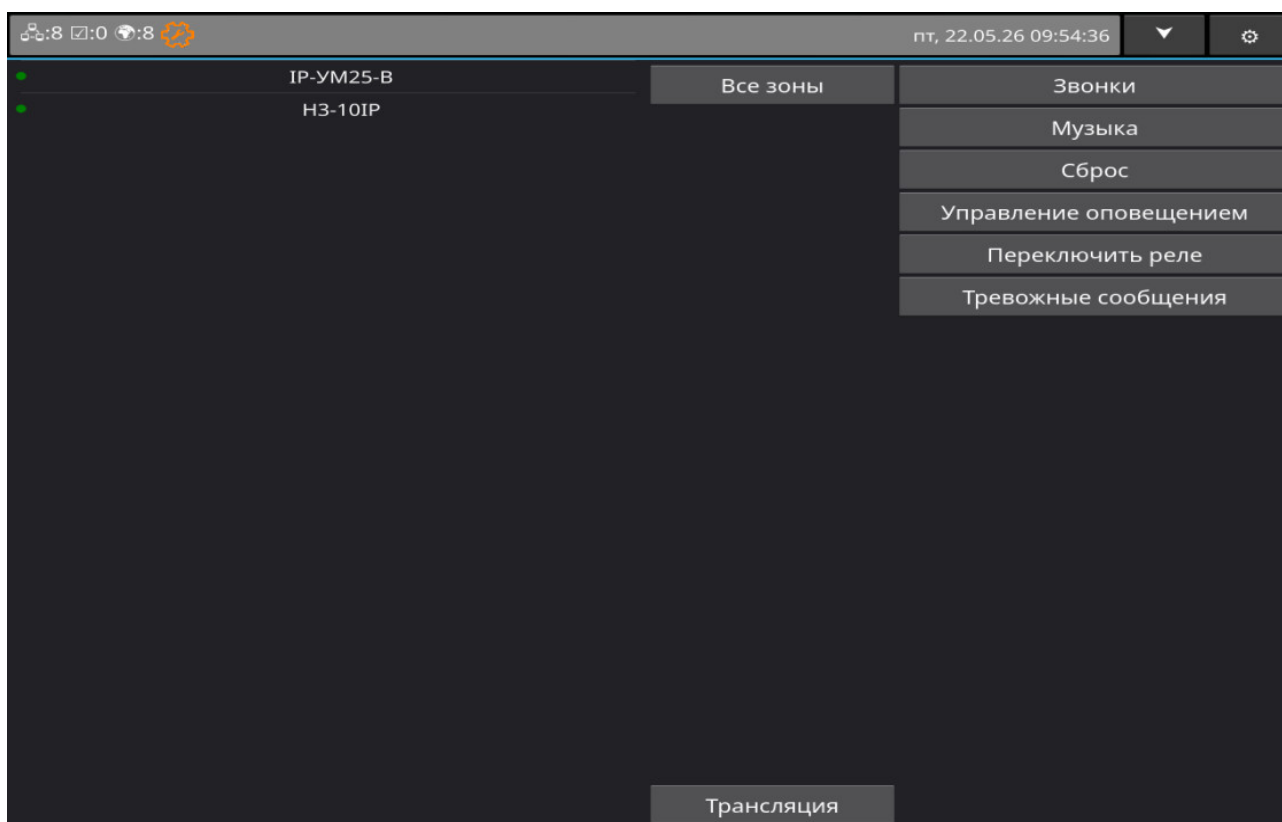 :8 ☑:0 :8
пт, 22.05.26 09:54:36
IP-УМ25-В
НЗ-10IP
Все зоны
Трансляция
Звонки
Музыка
Сброс
Управление оповещением
Переключить реле
Тревожные сообщения